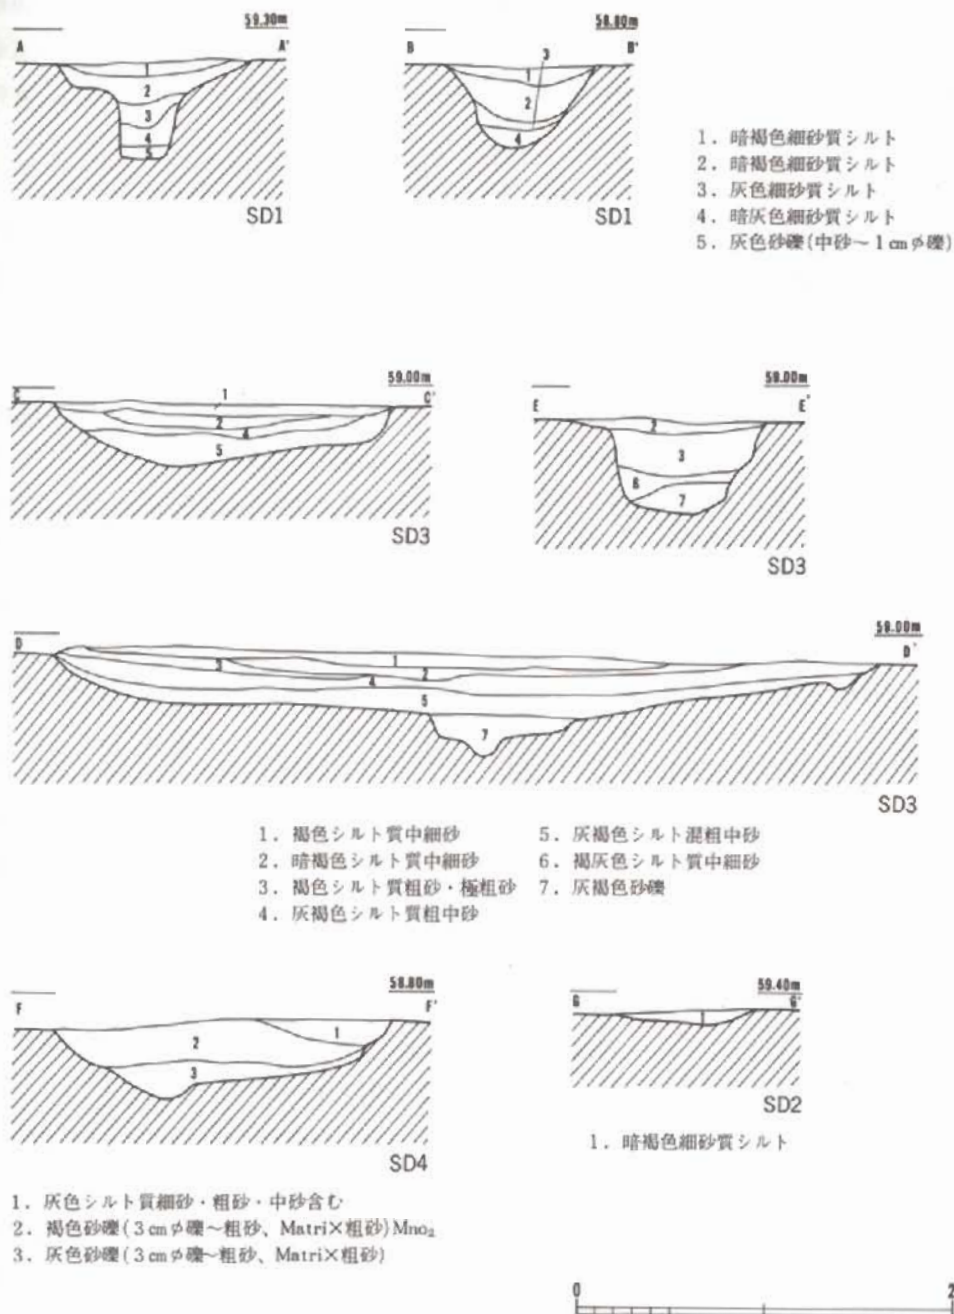 59.30m 58.80m
A A' B B'
3
1 1
2 2
3
4 4
5
SD1 SD1
1．暗褐色細砂質シルト
2．暗褐色細砂質シルト
3．灰色細砂質シルト
4．暗灰色細砂質シルト
5．灰色砂礫(中砂～1cmφ礫)
59.00m 59.00m
C 1 C' E E'
2 2
4
5 3
6
7
SD3 SD3
59.00m
D D'
1
3 2
4
5
7
SD3
1．褐色シルト質中細砂
2．暗褐色シルト質中細砂
3．褐色シルト質粗砂・極粗砂
4．灰褐色シルト質粗中砂
5．灰褐色シルト混粗中砂
6．褐灰色シルト質中細砂
7．灰褐色砂礫
58.80m 59.40m
F F' G G'
1 1
2
3
SD4 SD2
1．暗褐色細砂質シルト
1．灰色シルト質細砂・粗砂・中砂含む
2．褐色砂礫(3cmφ礫～粗砂、Matri×粗砂)Mno₂
3．灰色砂礫(3cmφ礫～粗砂、Matri×粗砂)
0 2